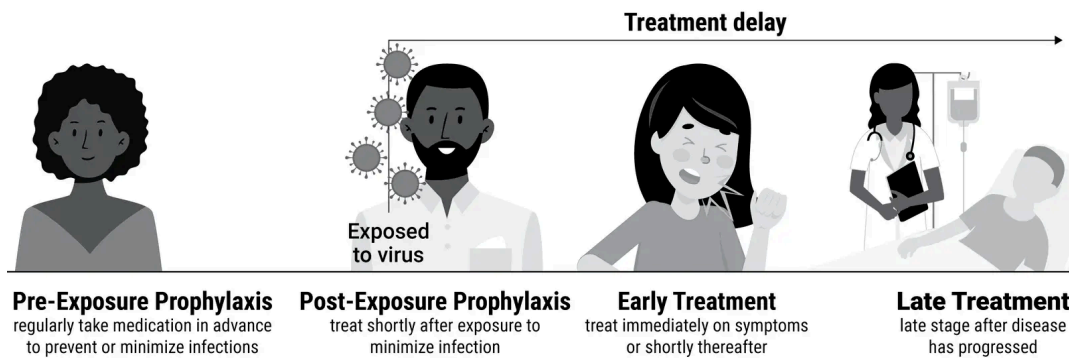 Treatment delay
Exposed
to virus
Pre-Exposure Prophylaxis
regularly take medication in advance
to prevent or minimize infections
Post-Exposure Prophylaxis
treat shortly after exposure to
minimize infection
Early Treatment
treat immediately on symptoms
or shortly thereafter
Late Treatment
late stage after disease
has progressed